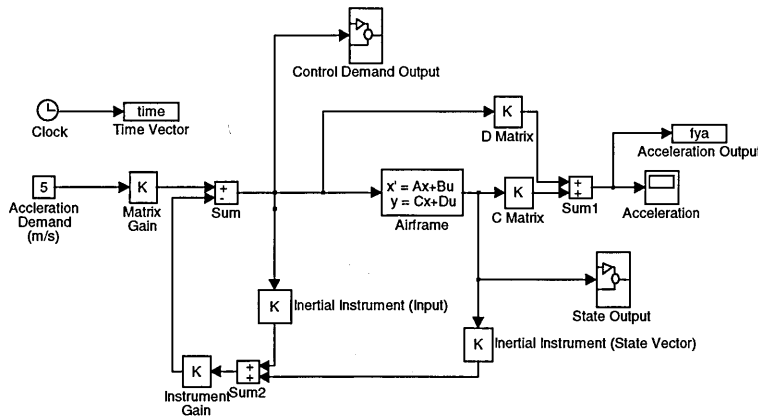 Control Demand Output
Clock
time
Time Vector
K
D Matrix
fya
Acceleration Output
5
Accleration
Demand
(m/s)
K
Matrix
Gain
+
-
Sum
x' = Ax+Bu
y = Cx+Du
Airframe
K
C Matrix
+
+
Sum1
Acceleration
K
Inertial Instrument (Input)
State Output
K
Inertial Instrument (State Vector)
K
Instrument
Gain
+
+
Sum2